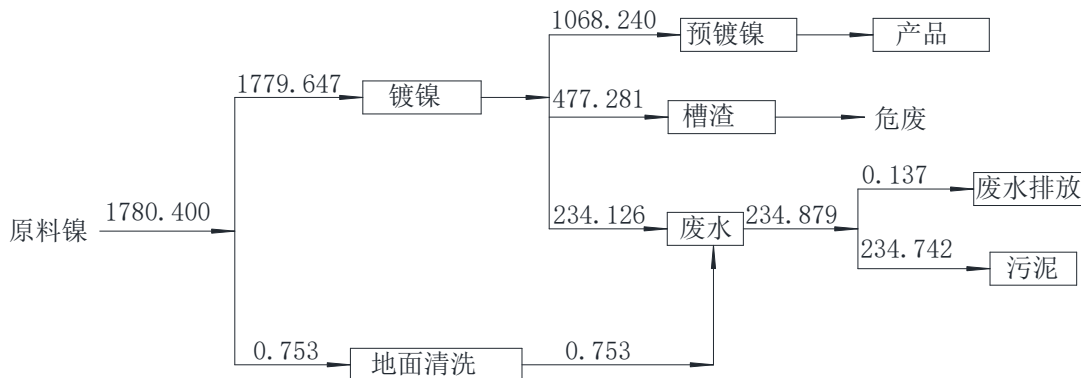 1068.240
预镀镍
产品
1779.647
镀镍
477.281
槽渣
危废
0.137
废水排放
原料镍
1780.400
234.126
废水
234.879
234.742
污泥
0.753
地面清洗
0.753